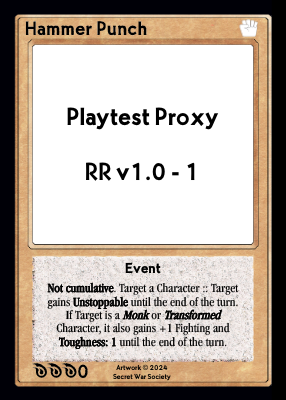 Hammer Punch
Playtest Proxy
RR v1.0 - 1
Event
Not cumulative. Target a Character :: Target
gains Unstoppable until the end of the turn.
If Target is a Monk or Transformed
Character, it also gains +1 Fighting and
Toughness: 1 until the end of the turn.
Artwork © 2024
Secret War Society
0